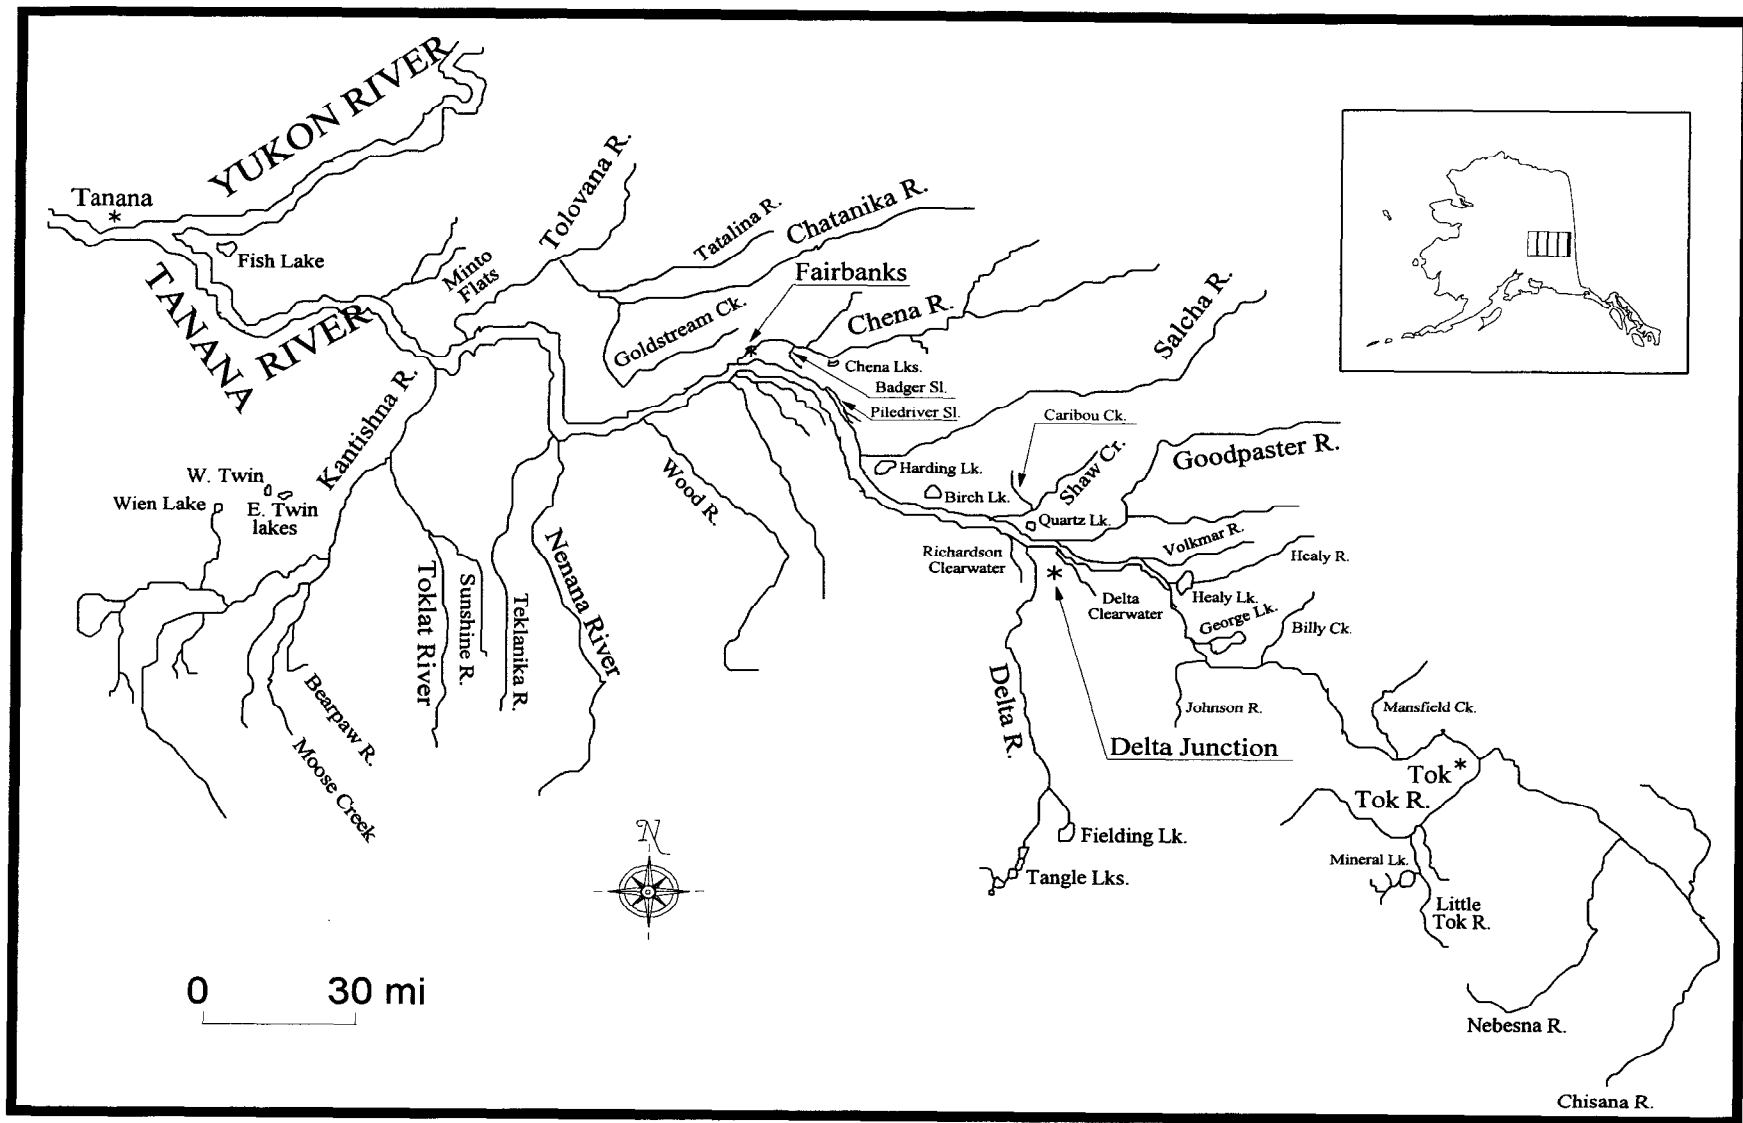 YUKON RIVER
Tanana
*
Fish Lake
TANANA
RIVER
Minto
Flats
Tolovana R.
Tatalina R.
Chatanika R.
Goldstream Ck.
Fairbanks
*
Chena R.
Chena Lks.
Badger Sl.
Piledriver Sl.
Salcha R.
Caribou Ck.
Shaw Cr.
Goodpaster R.
Harding Lk.
Birch Lk.
Quartz Lk.
Kantishna R.
W. Twin
Wien Lake
E. Twin
lakes
Wood R.
Nenana River
Toklat River
Sunshine R.
Teklanika R.
Bearpaw R.
Moose Creek
Richardson
Clearwater
*
Delta
Clearwater
Volkmar R.
Healy R.
Healy Lk.
George Lk.
Billy Ck.
Johnson R.
Delta R.
Delta Junction
Mansfield Ck.
Tok *
Tok R.
Fielding Lk.
Tangle Lks.
Mineral Lk.
Little
Tok R.
Nebesna R.
Chisana R.
N
0 30 mi